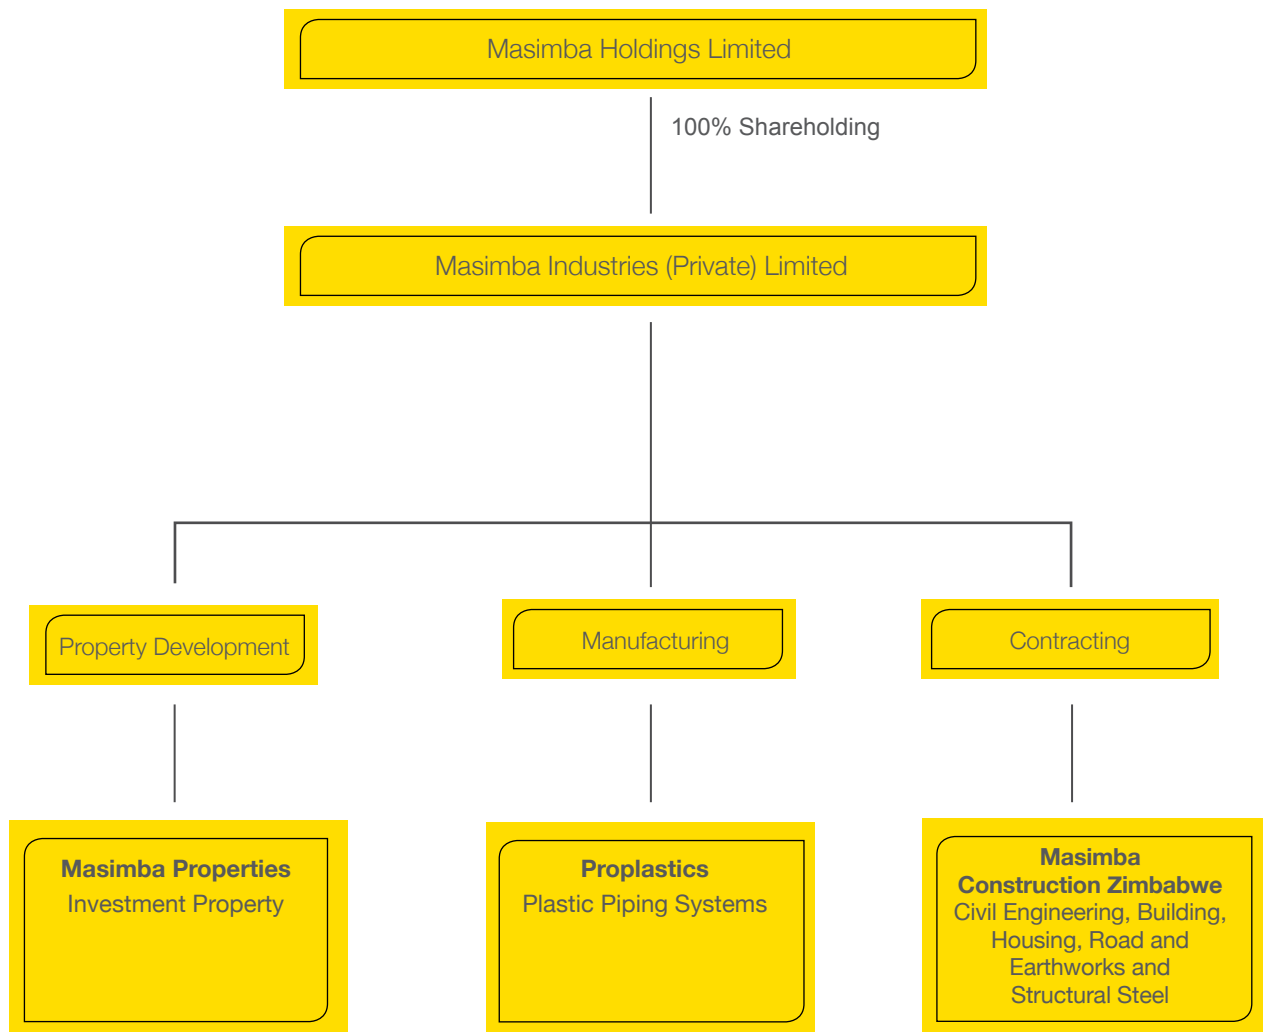 Masimba Holdings Limited
100% Shareholding
Masimba Industries (Private) Limited
Property Development
Manufacturing
Contracting
Masimba Properties
Investment Property
Proplastics
Plastic Piping Systems
Masimba
Construction Zimbabwe
Civil Engineering, Building,
Housing, Road and
Earthworks and
Structural Steel